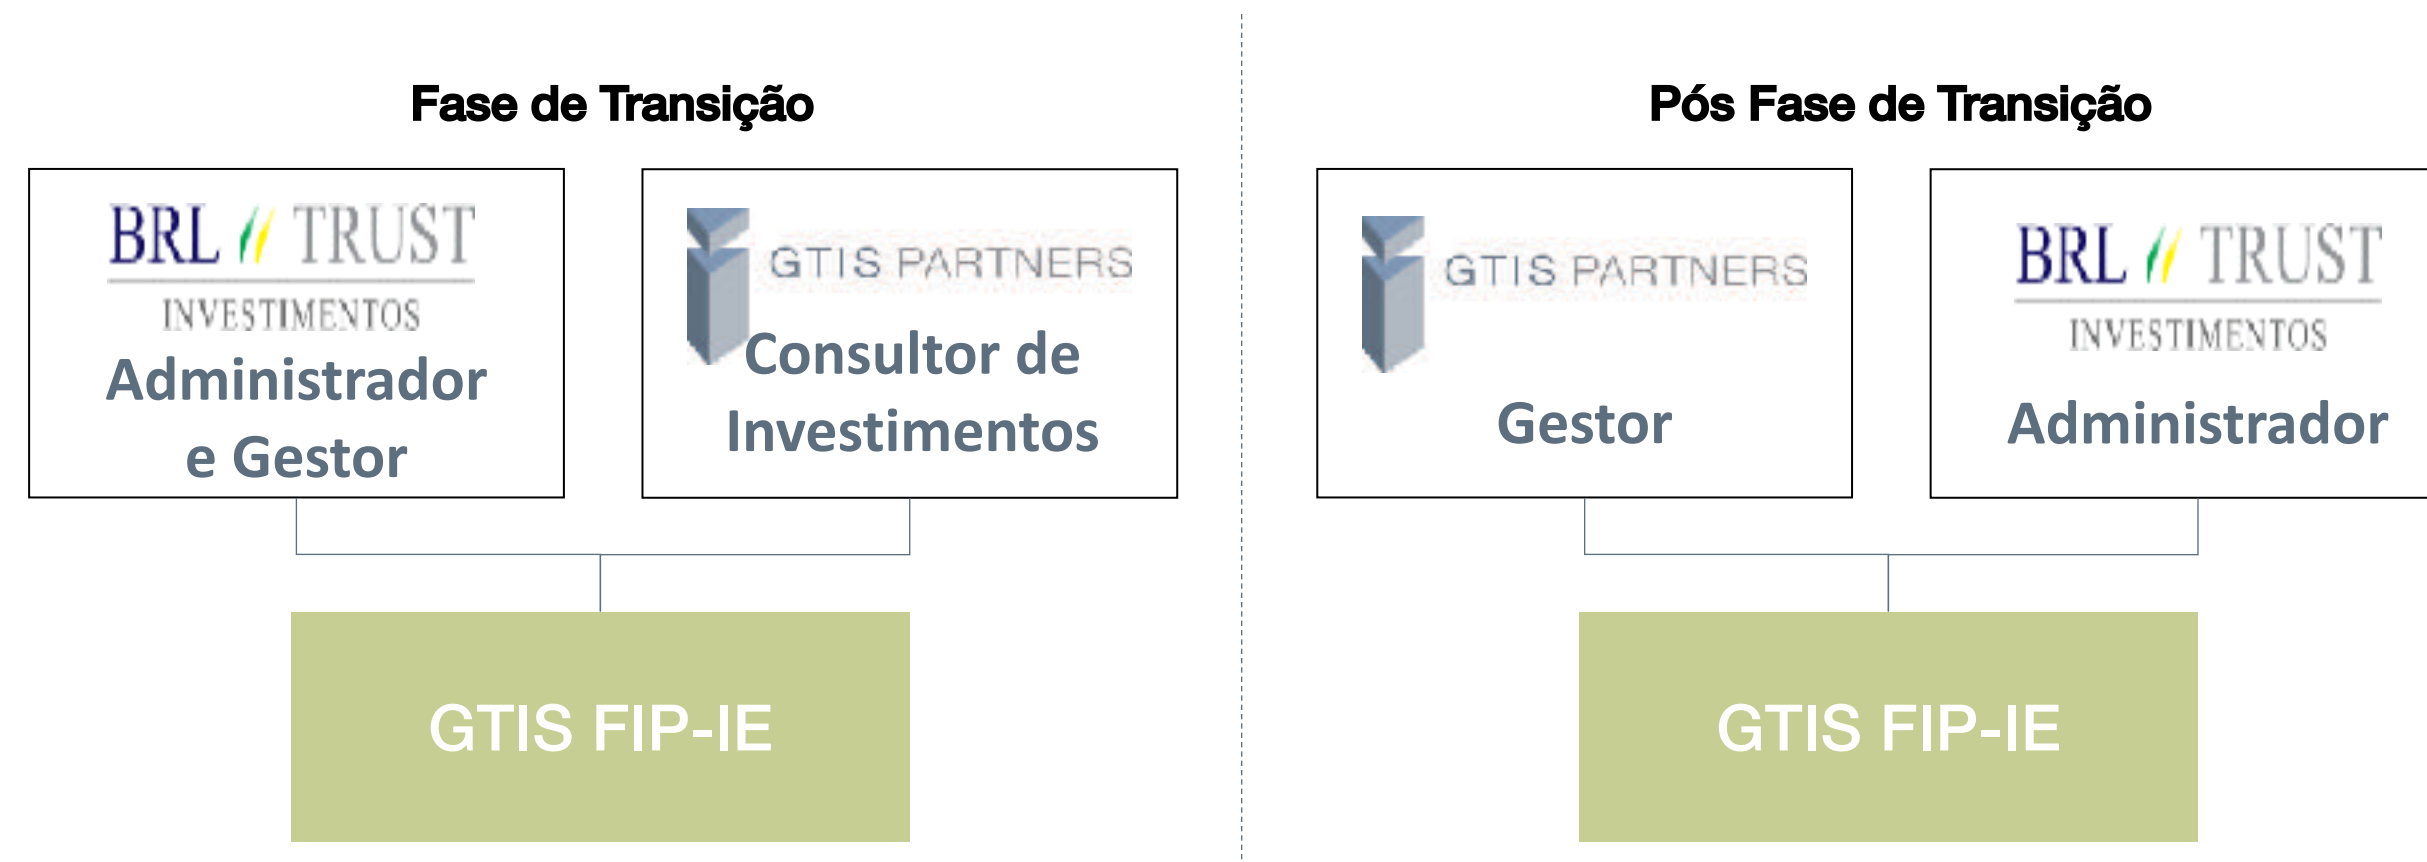 Fase de Transição
BRL TRUST
INVESTIMENTOS
Administrador
e Gestor
GTIS PARTNERS
Consultor de
Investimentos
GTIS FIP-IE
Pós Fase de Transição
GTIS PARTNERS
Gestor
BRL TRUST
INVESTIMENTOS
Administrador
GTIS FIP-IE